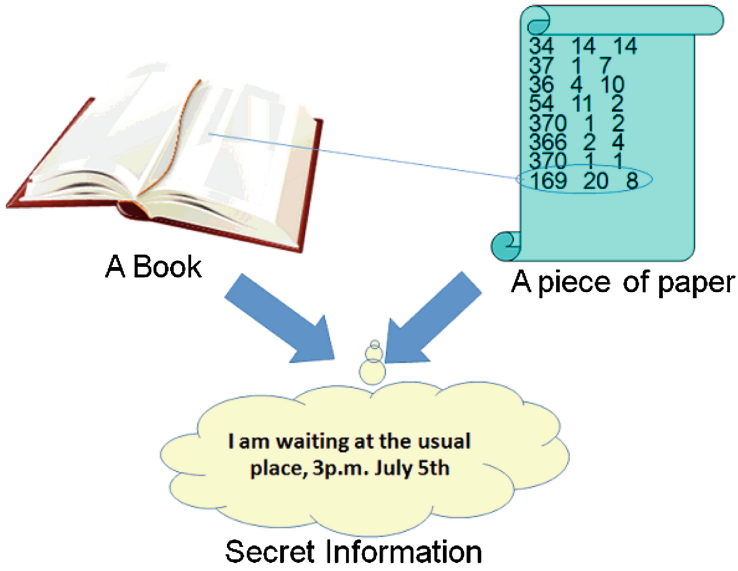 34 14 14
37 1 7
36 4 10
54 11 2
370 1 2
366 2 4
370 1 1
169 20 8
A Book
A piece of paper
I am waiting at the usual
place, 3p.m. July 5th
Secret Information